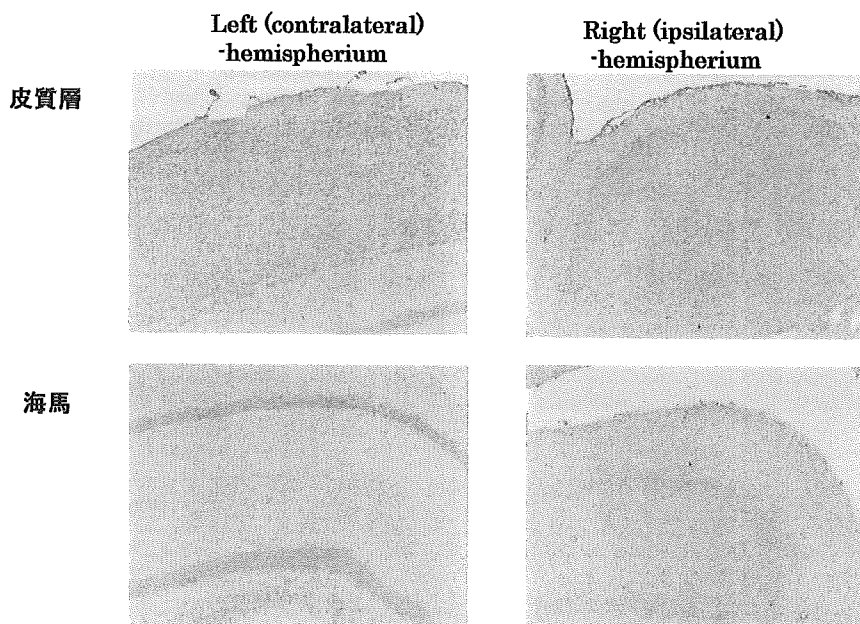 Left (contralateral)
-hemispherium
Right (ipsilateral)
-hemispherium
皮質層
海馬